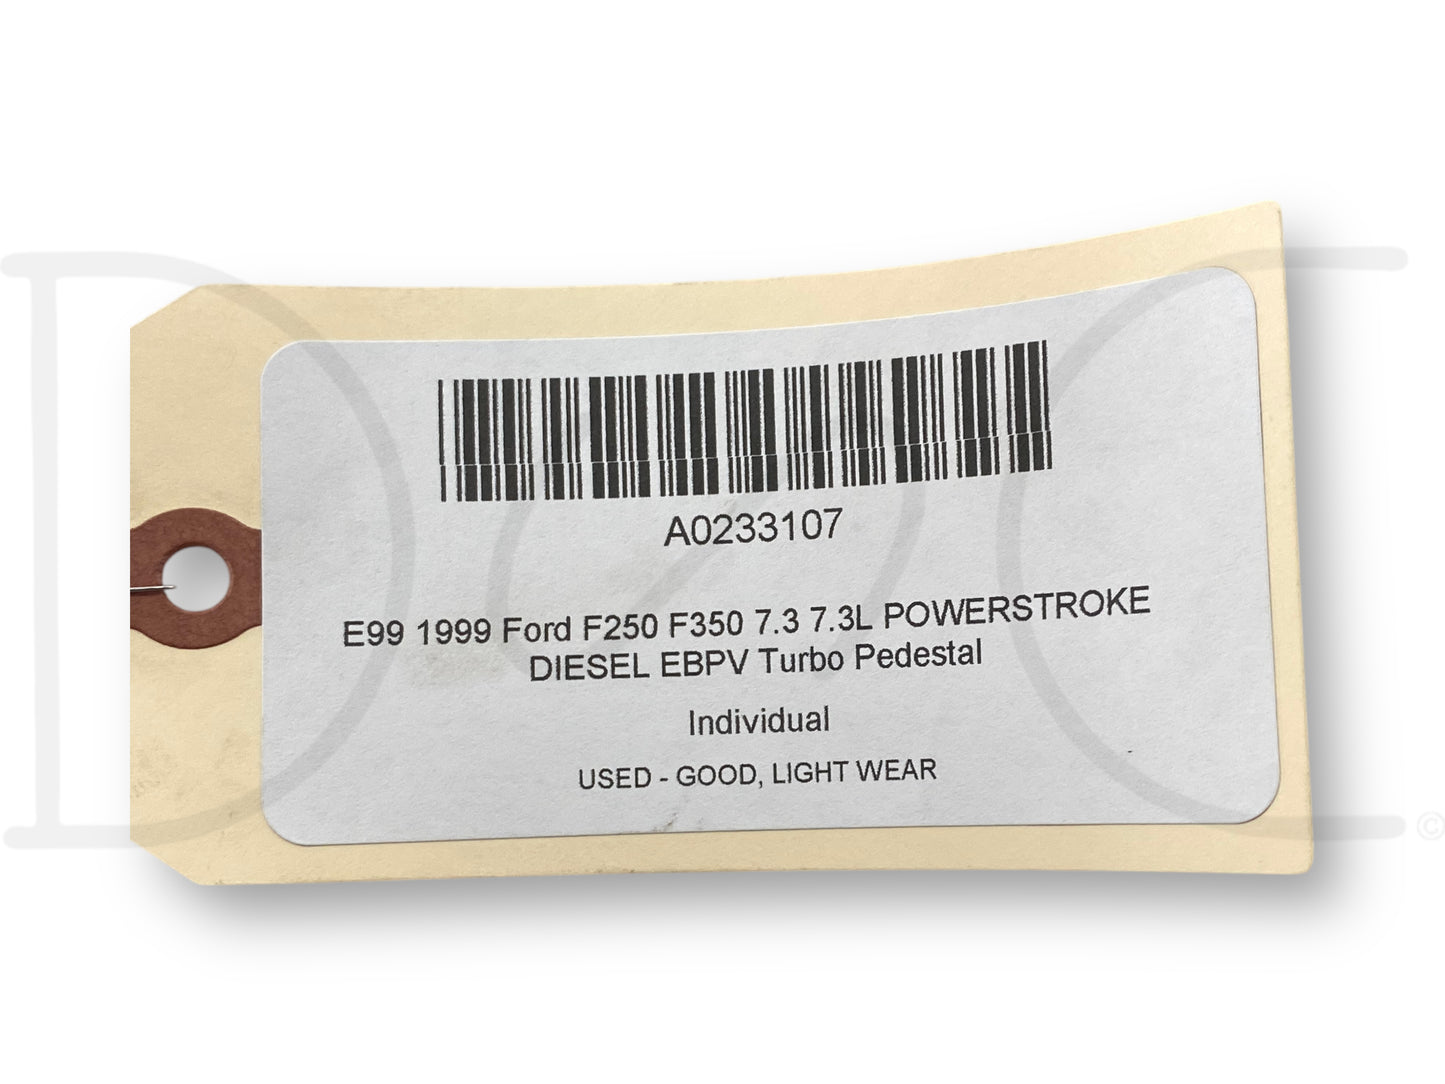 A0233107
E99 1999 Ford F250 F350 7.3 7.3L POWERSTROKE
DIESEL EBPV Turbo Pedestal
Individual
USED - GOOD, LIGHT WEAR
©